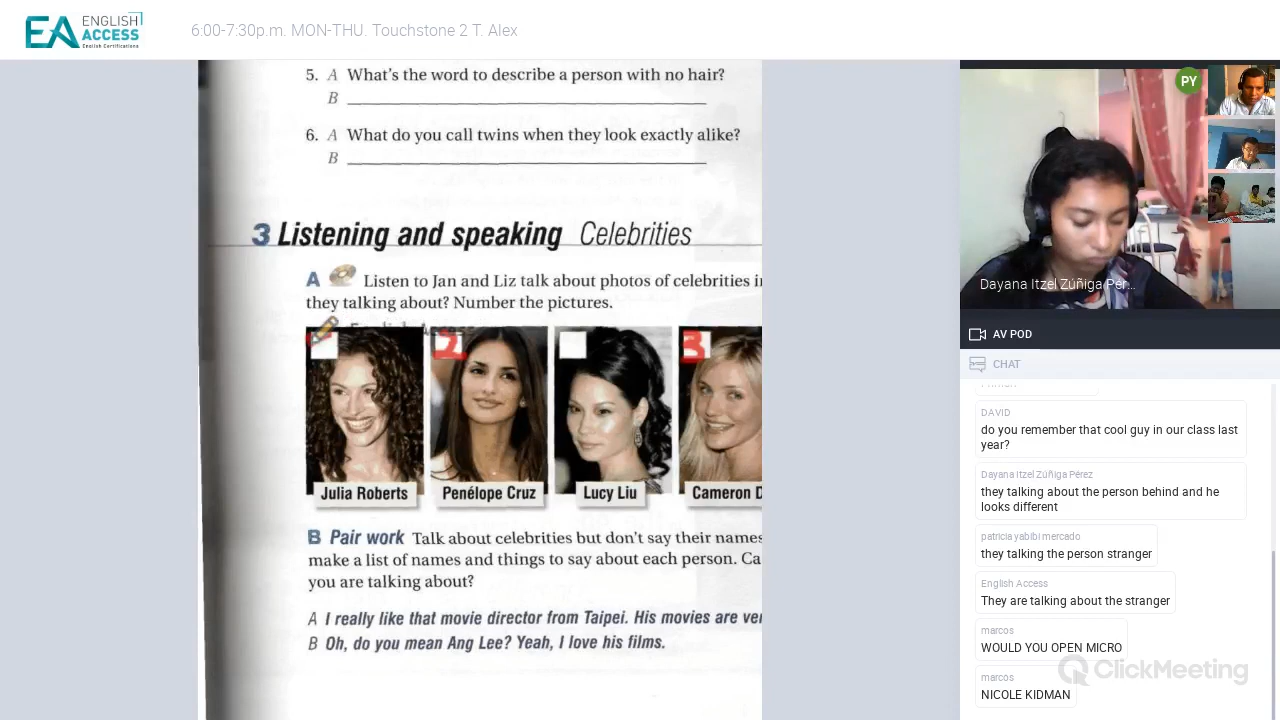 ENGLISH
EA ACCESS
English Certifications
6:00-7:30p.m. MON-THU. Touchstone 2 T. Alex
5. A What's the word to describe a person with no hair?
B
6. A What do you call twins when they look exactly alike?
B
3 Listening and speaking Celebrities
A Listen to Jan and Liz talk about photos of celebrities in
they talking about? Number the pictures.
English Access
2
3
Julia Roberts
Penélope Cruz
Lucy Liu
Cameron D
B Pair work Talk about celebrities but don't say their names
make a list of names and things to say about each person. Ca
you are talking about?
A I really like that movie director from Taipei. His movies are ver
B Oh, do you mean Ang Lee? Yeah, I love his films.
PY
Dayana Itzel Zúñiga Pér...
AV POD
CHAT
DAVID
do you remember that cool guy in our class last
year?
Dayana Itzel Zúñiga Pérez
they talking about the person behind and he
looks different
patricia yabibi mercado
they talking the person stranger
English Access
They are talking about the stranger
marcos
WOULD YOU OPEN MICRO
marcos
NICOLE KIDMAN
ClickMeeting